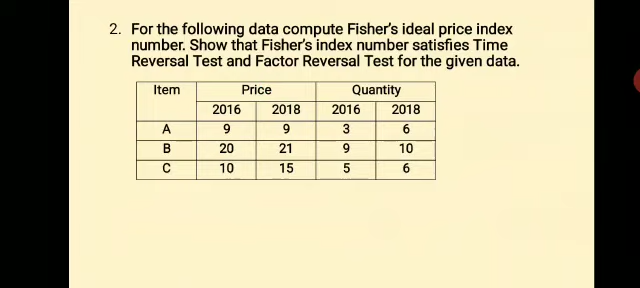 2. For the following data compute Fisher's ideal price index
number. Show that Fisher's index number satisfies Time
Reversal Test and Factor Reversal Test for the given data.
Item Price Quantity
2016 2018 2016 2018
A 9 9 3 6
B 20 21 9 10
C 10 15 5 6